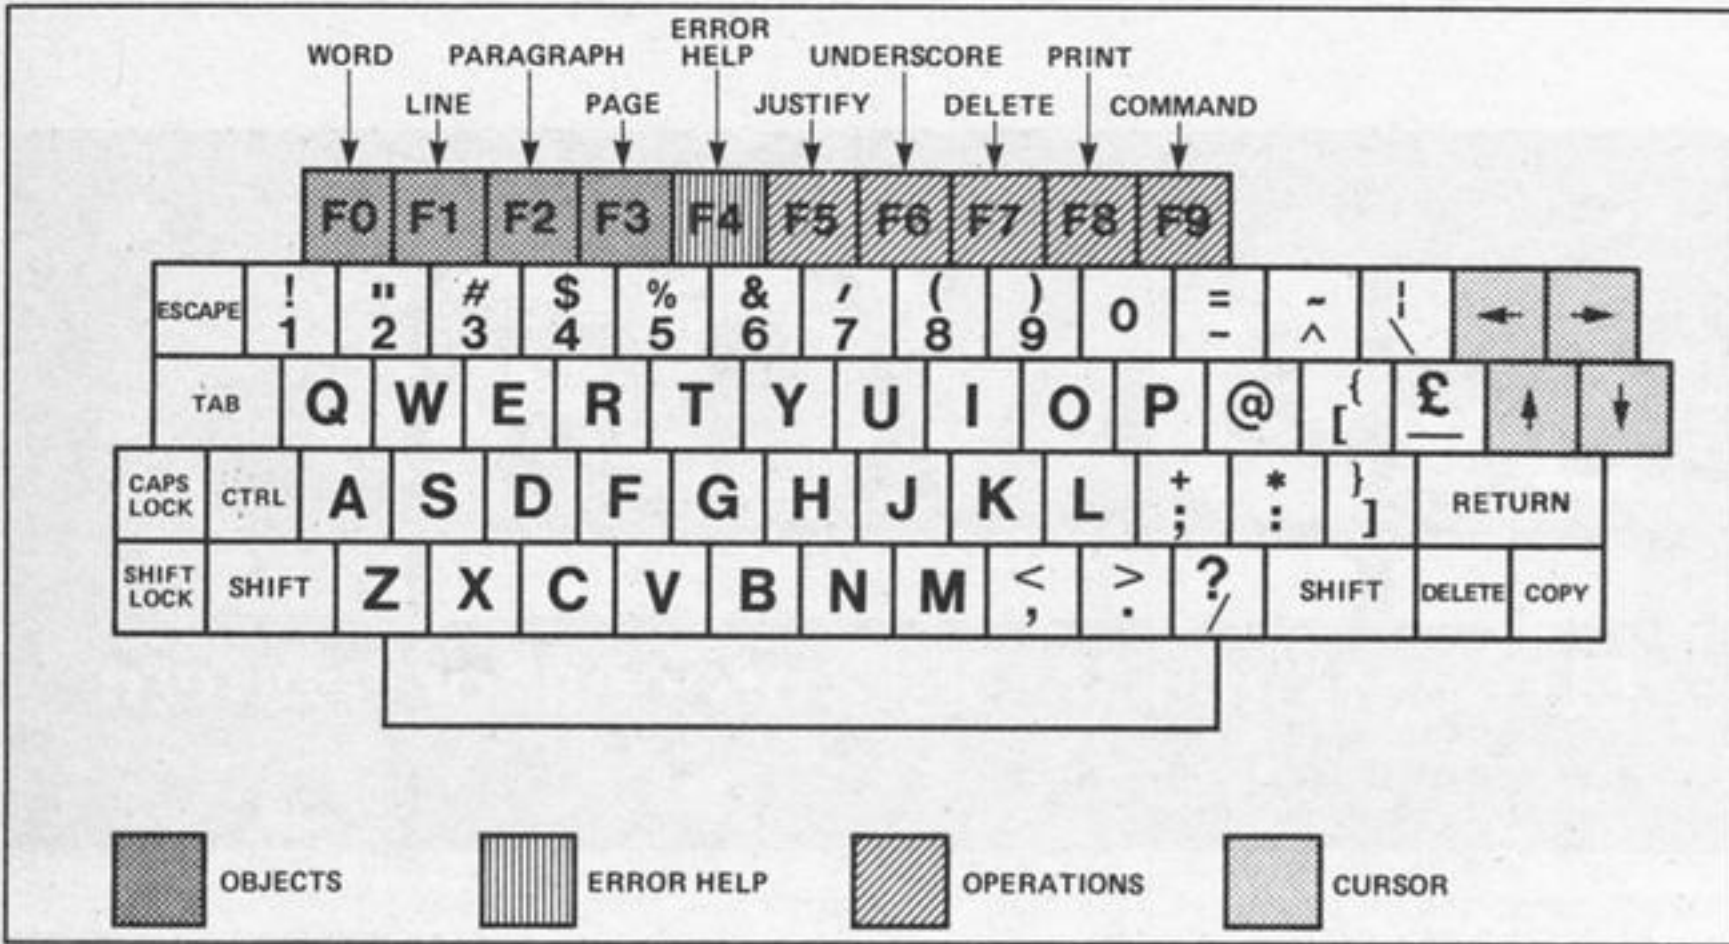 ERROR
WORD PARAGRAPH HELP UNDERSCORE PRINT
LINE PAGE JUSTIFY DELETE COMMAND
F0 F1 F2 F3 F4 F5 F6 F7 F8 F9
! " # $ % & ' ( ) = ~ ¦
ESCAPE 1 2 3 4 5 6 7 8 9 0 - ^ \ ← →
TAB Q W E R T Y U I O P @ { [ £ _ ↑ ↓
CAPS LOCK CTRL A S D F G H J K L + ; * : } ] RETURN
SHIFT LOCK SHIFT Z X C V B N M < , > . ? / SHIFT DELETE COPY
OBJECTS ERROR HELP OPERATIONS CURSOR